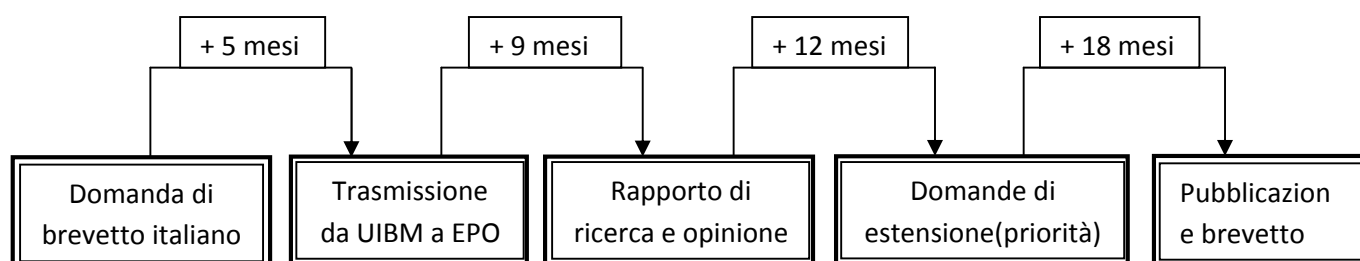 + 5 mesi
+ 9 mesi
+ 12 mesi
+ 18 mesi
Domanda di
brevetto italiano
Trasmissione
da UIBM a EPO
Rapporto di
ricerca e opinione
Domande di
estensione(priorità)
Pubblicazion
e brevetto